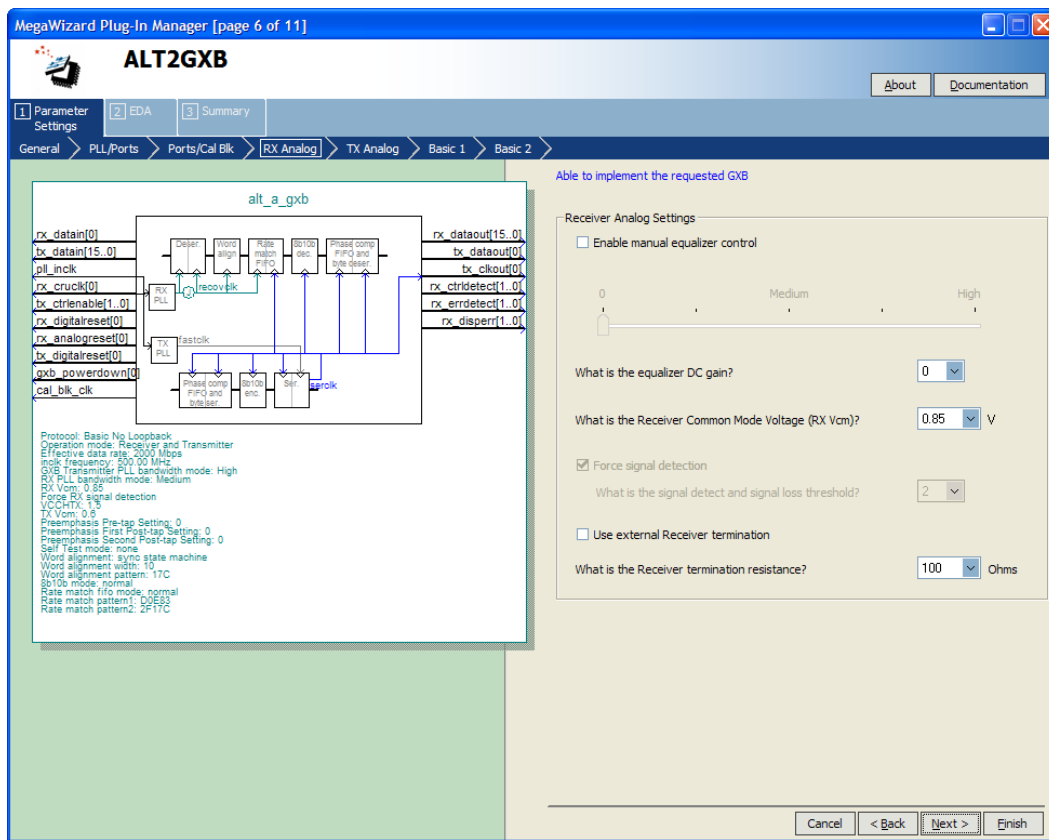 MegaWizard Plug-In Manager [page 6 of 11]
ALT2GXB
About
Documentation
1 Parameter Settings
2 EDA
3 Summary
General
PLL/Ports
Ports/Cal Blk
RX Analog
TX Analog
Basic 1
Basic 2
alt_a_gxb
rx_datain[0]
tx_datain[15..0]
pll_inclk
rx_cruclk[0]
tx_ctrlenable[1..0]
rx_digitalreset[0]
rx_analogreset[0]
tx_digitalreset[0]
gxb_powerdown[0]
cal_blk_clk
Deser.
Word align
Rate match FIFO
8b10b dec.
Phase comp FIFO and byte deser.
RX PLL
recovclk
TX PLL
fastclk
Phase comp FIFO and byte ser.
8b10b enc.
Ser.
serclk
rx_dataout[15..0]
tx_dataout[0]
tx_clkout[0]
rx_ctrldetect[1..0]
rx_errdetect[1..0]
rx_disperr[1..0]
Protocol: Basic No Loopback
Operation mode: Receiver and Transmitter
Effective data rate: 2000 Mbps
inclk frequency: 500.00 MHz
GXB Transmitter PLL bandwidth mode: High
RX PLL bandwidth mode: Medium
RX Vcm: 0.85
Force RX signal detection
VCCHTX: 1.5
TX Vcm: 0.6
Preemphasis Pre-tap Setting: 0
Preemphasis First Post-tap Setting: 0
Preemphasis Second Post-tap Setting: 0
Self Test mode: none
Word alignment: sync state machine
Word alignment width: 10
Word alignment pattern: 17C
8b10b mode: normal
Rate match fifo mode: normal
Rate match pattern1: D0E83
Rate match pattern2: 2F17C
Able to implement the requested GXB
Receiver Analog Settings
Enable manual equalizer control
0 Medium High
What is the equalizer DC gain? 0
What is the Receiver Common Mode Voltage (RX Vcm)? 0.85 V
Force signal detection
What is the signal detect and signal loss threshold? 2
Use external Receiver termination
What is the Receiver termination resistance? 100 Ohms
Cancel
< Back
Next >
Finish